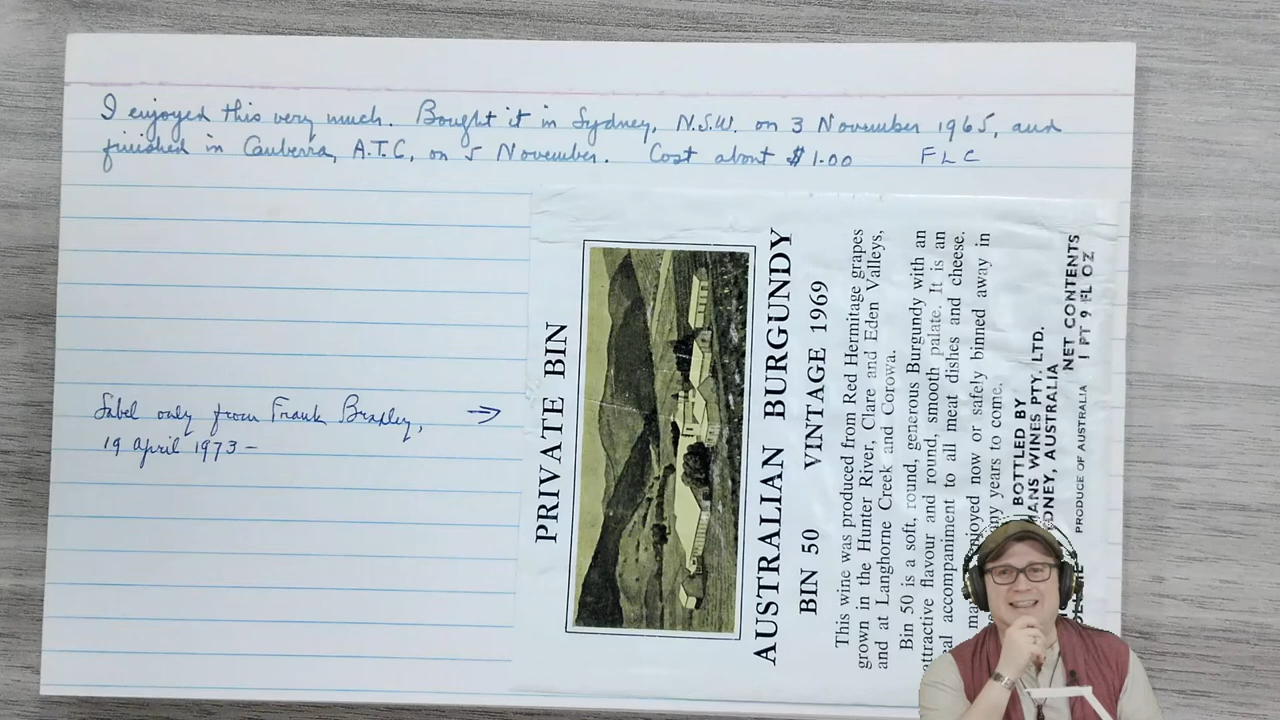 I enjoyed this very much. Bought it in Sydney, N.S.W. on 3 November 1965, and
finished in Canberra, A.T.C, on 5 November. Cost about $1.00 FLC
Label only from Frank Bradley,
19 April 1973 —
PRIVATE BIN
AUSTRALIAN BURGUNDY
BIN 50 VINTAGE 1969
This wine was produced from Red Hermitage grapes
grown in the Hunter River, Clare and Eden Valleys,
and at Langhorne Creek and Corowa.
Bin 50 is a soft, round, generous Burgundy with an
attractive flavour and round, smooth palate. It is an
accompaniment to all meat dishes and cheese.
enjoyed now or safely binned away in
years to come.
BOTTLED BY
WINES PTY. LTD.
AUSTRALIA
NET CONTENTS
1 PT 9 FL OZ
PRODUCE OF AUSTRALIA